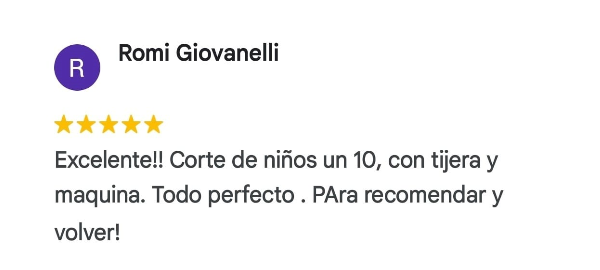 R
Romi Giovanelli
Excelente!! Corte de niños un 10, con tijera y
maquina. Todo perfecto . PAra recomendar y
volver!